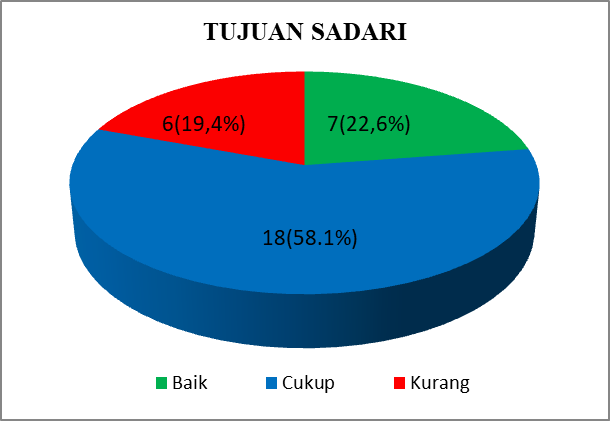 TUJUAN SADARI
6(19,4%)
7(22,6%)
18(58.1%)
Baik
Cukup
Kurang